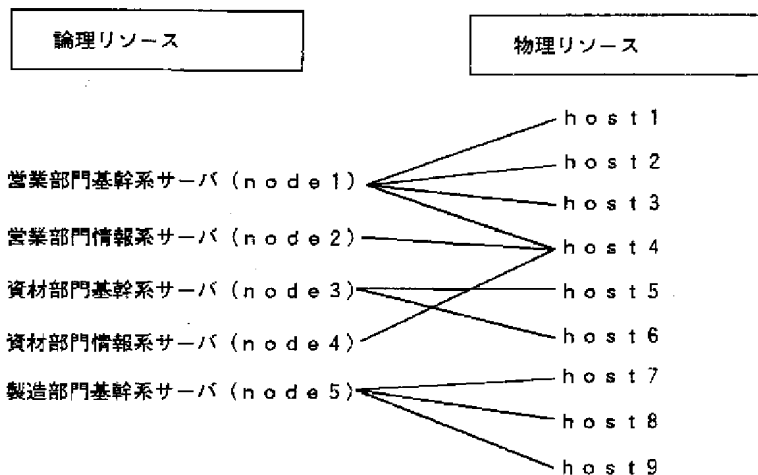 論理リソース
物理リソース
営業部門基幹系サーバ(node1)
営業部門情報系サーバ(node2)
資材部門基幹系サーバ(node3)
資材部門情報系サーバ(node4)
製造部門基幹系サーバ(node5)
host1
host2
host3
host4
host5
host6
host7
host8
host9